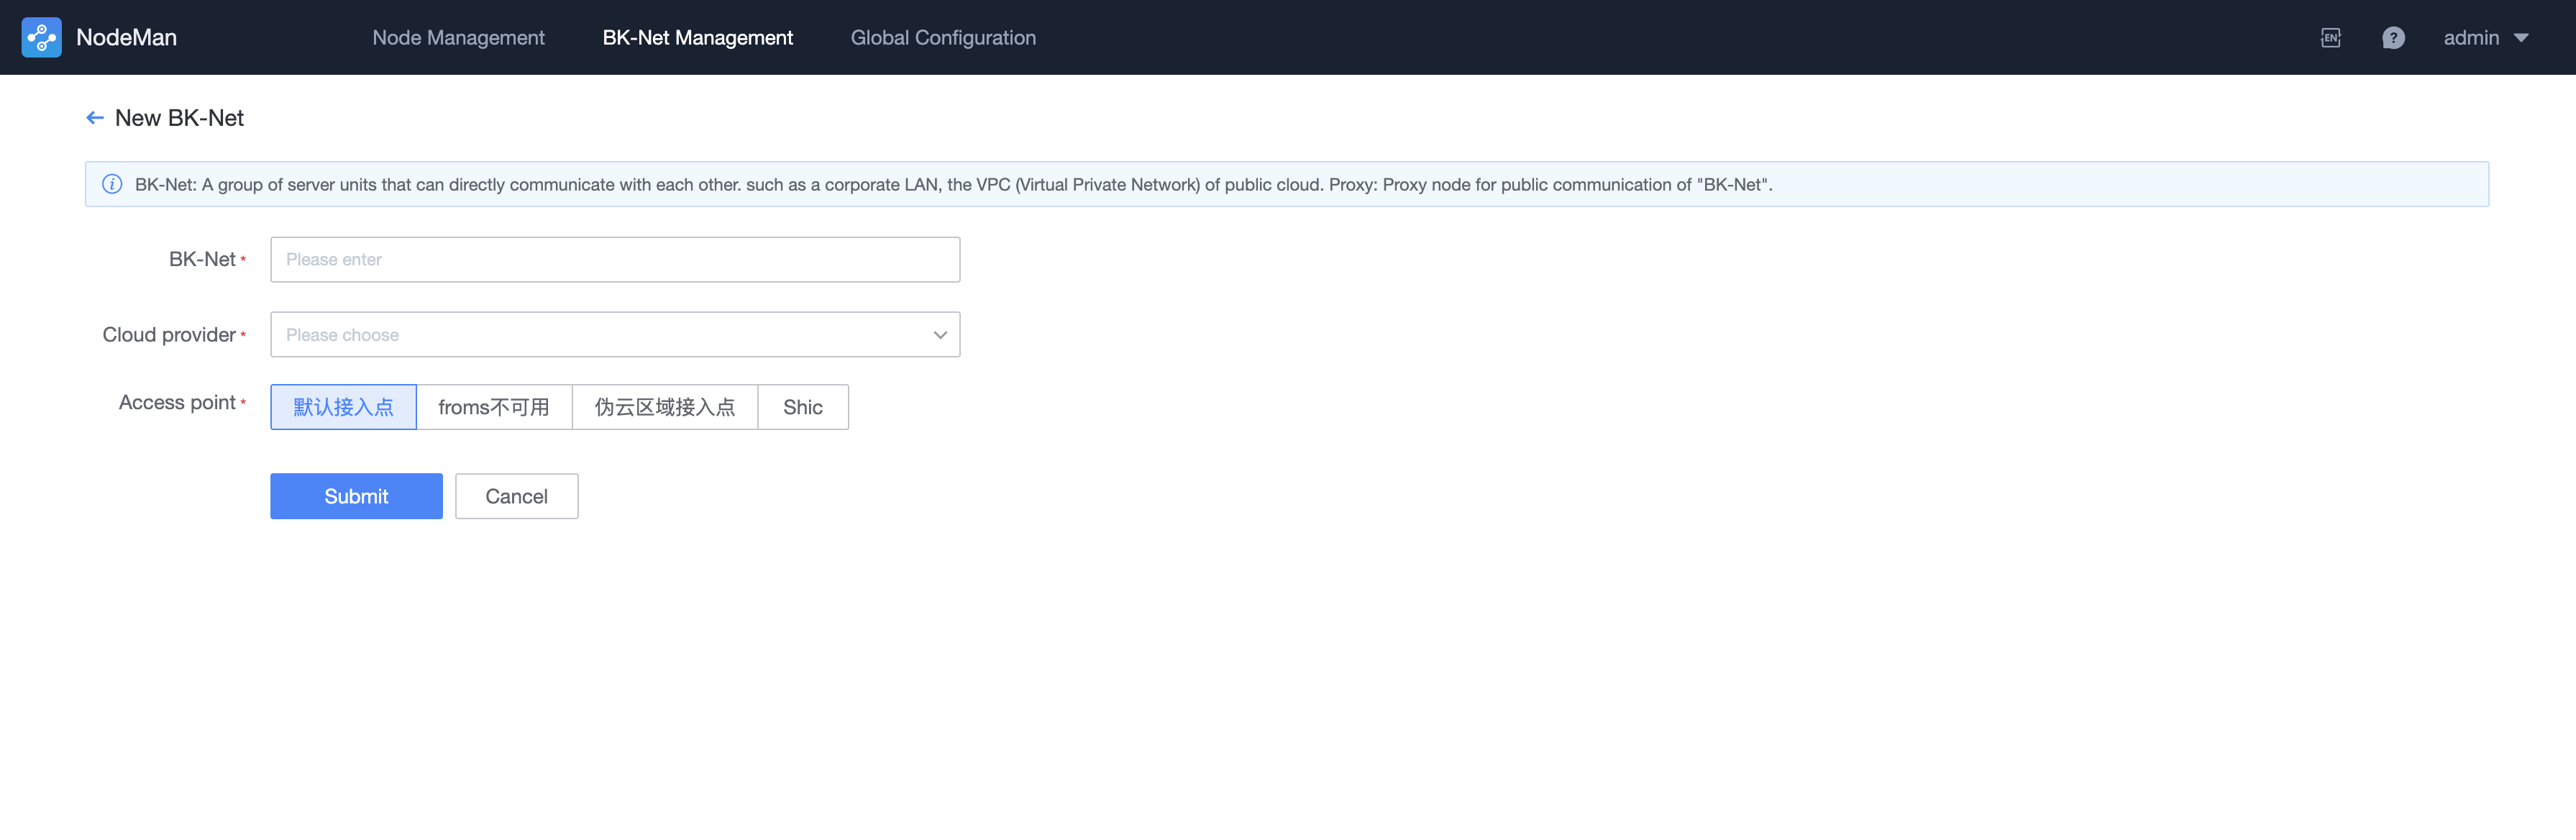 NodeMan Node Management BK-Net Management Global Configuration EN ? admin
New BK-Net
i BK-Net: A group of server units that can directly communicate with each other. such as a corporate LAN, the VPC (Virtual Private Network) of public cloud. Proxy: Proxy node for public communication of "BK-Net".
BK-Net * Please enter
Cloud provider * Please choose
Access point * 默认接入点 froms不可用 伪云区域接入点 Shic
Submit Cancel